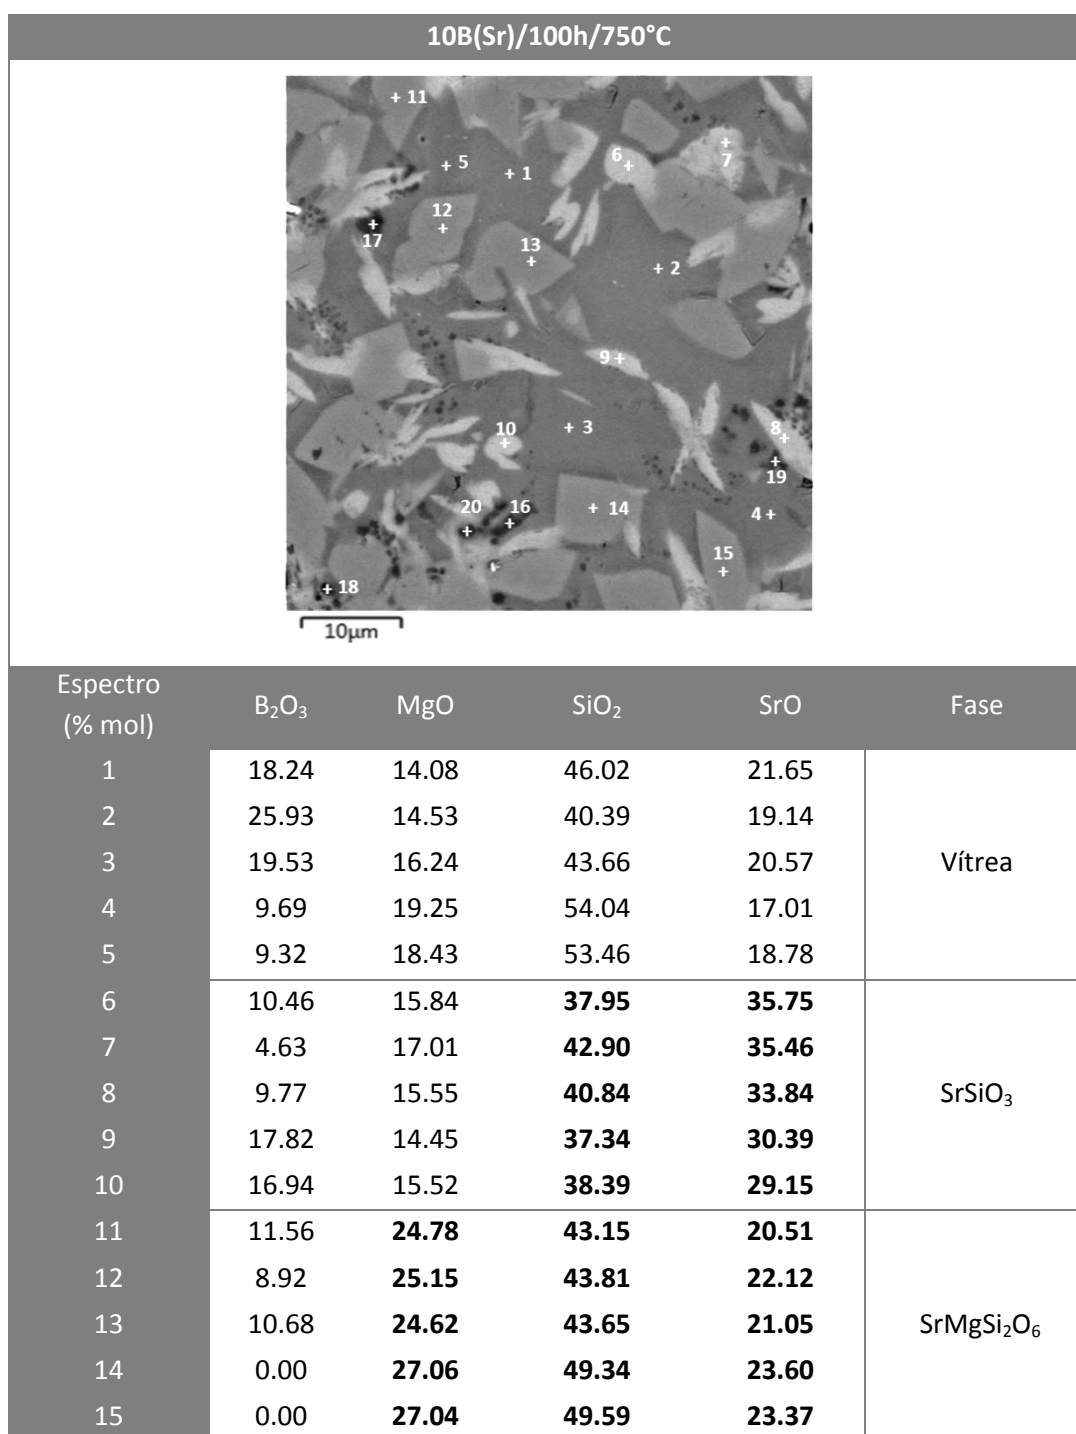 10B(Sr)/100h/750°C
+ 11
6
+
+
7
+ 5
+ 1
12
+
+
17
13
+
+ 2
9+
10
+
+ 3
8
+
+
19
20
+
16
+
+ 14
4+
15
+
+ 18
10µm
Espectro
(% mol) B₂O₃ MgO SiO₂ SrO Fase
1 18.24 14.08 46.02 21.65
2 25.93 14.53 40.39 19.14
3 19.53 16.24 43.66 20.57 Vítrea
4 9.69 19.25 54.04 17.01
5 9.32 18.43 53.46 18.78
6 10.46 15.84 37.95 35.75
7 4.63 17.01 42.90 35.46
8 9.77 15.55 40.84 33.84 SrSiO₃
9 17.82 14.45 37.34 30.39
10 16.94 15.52 38.39 29.15
11 11.56 24.78 43.15 20.51
12 8.92 25.15 43.81 22.12
13 10.68 24.62 43.65 21.05 SrMgSi₂O₆
14 0.00 27.06 49.34 23.60
15 0.00 27.04 49.59 23.37